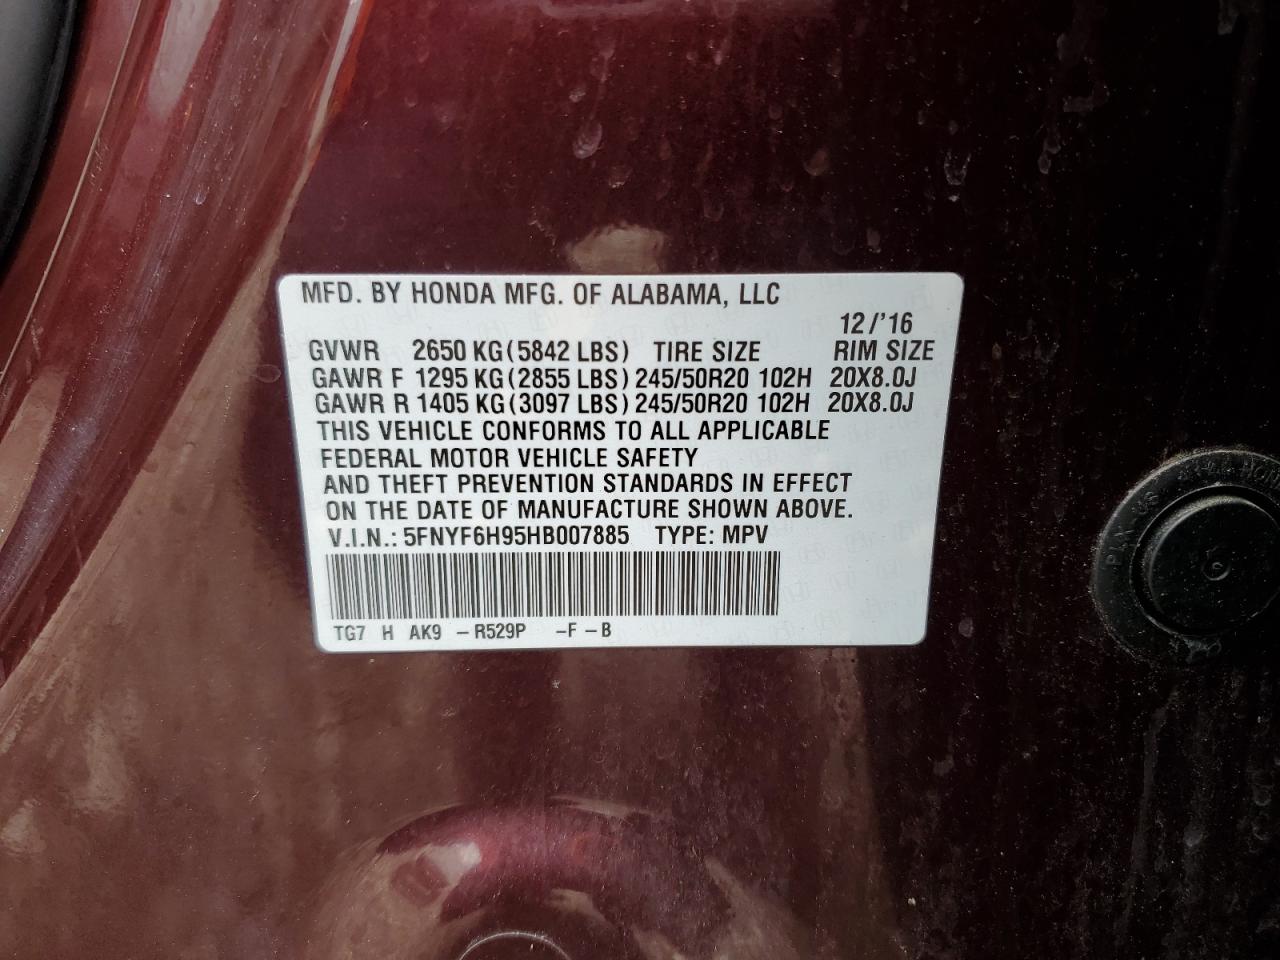 MFD. BY HONDA MFG. OF ALABAMA, LLC
12/'16
GVWR 2650 KG (5842 LBS) TIRE SIZE RIM SIZE
GAWR F 1295 KG (2855 LBS) 245/50R20 102H 20X8.0J
GAWR R 1405 KG (3097 LBS) 245/50R20 102H 20X8.0J
THIS VEHICLE CONFORMS TO ALL APPLICABLE
FEDERAL MOTOR VEHICLE SAFETY
AND THEFT PREVENTION STANDARDS IN EFFECT
ON THE DATE OF MANUFACTURE SHOWN ABOVE.
V.I.N.: 5FNYF6H95HB007885 TYPE: MPV
TG7 H AK9 -R529P -F -B